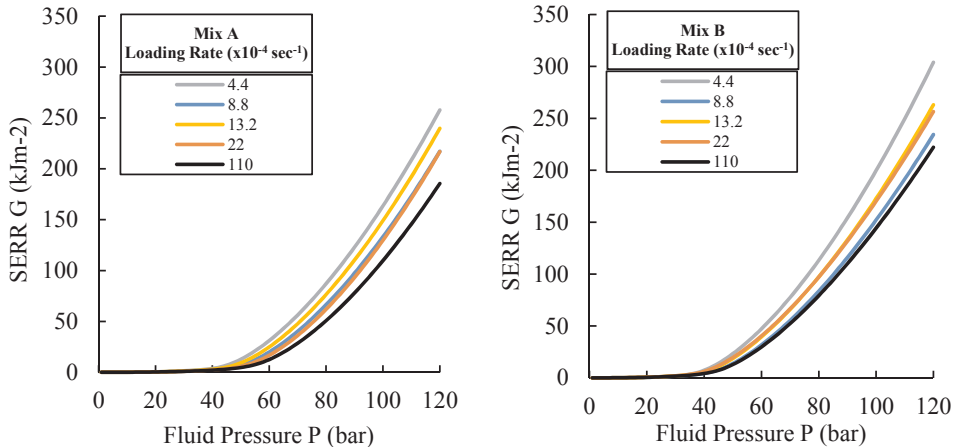 Mix A
Loading Rate (x10⁻⁴ sec⁻¹)
4.4
8.8
13.2
22
110
350
300
250
200
150
100
50
0
SERR G (kJm-2)
0 20 40 60 80 100 120
Fluid Pressure P (bar)
Mix B
Loading Rate (x10⁻⁴ sec⁻¹)
4.4
8.8
13.2
22
110
350
300
250
200
150
100
50
0
SERR G (kJm-2)
0 20 40 60 80 100 120
Fluid Pressure P (bar)